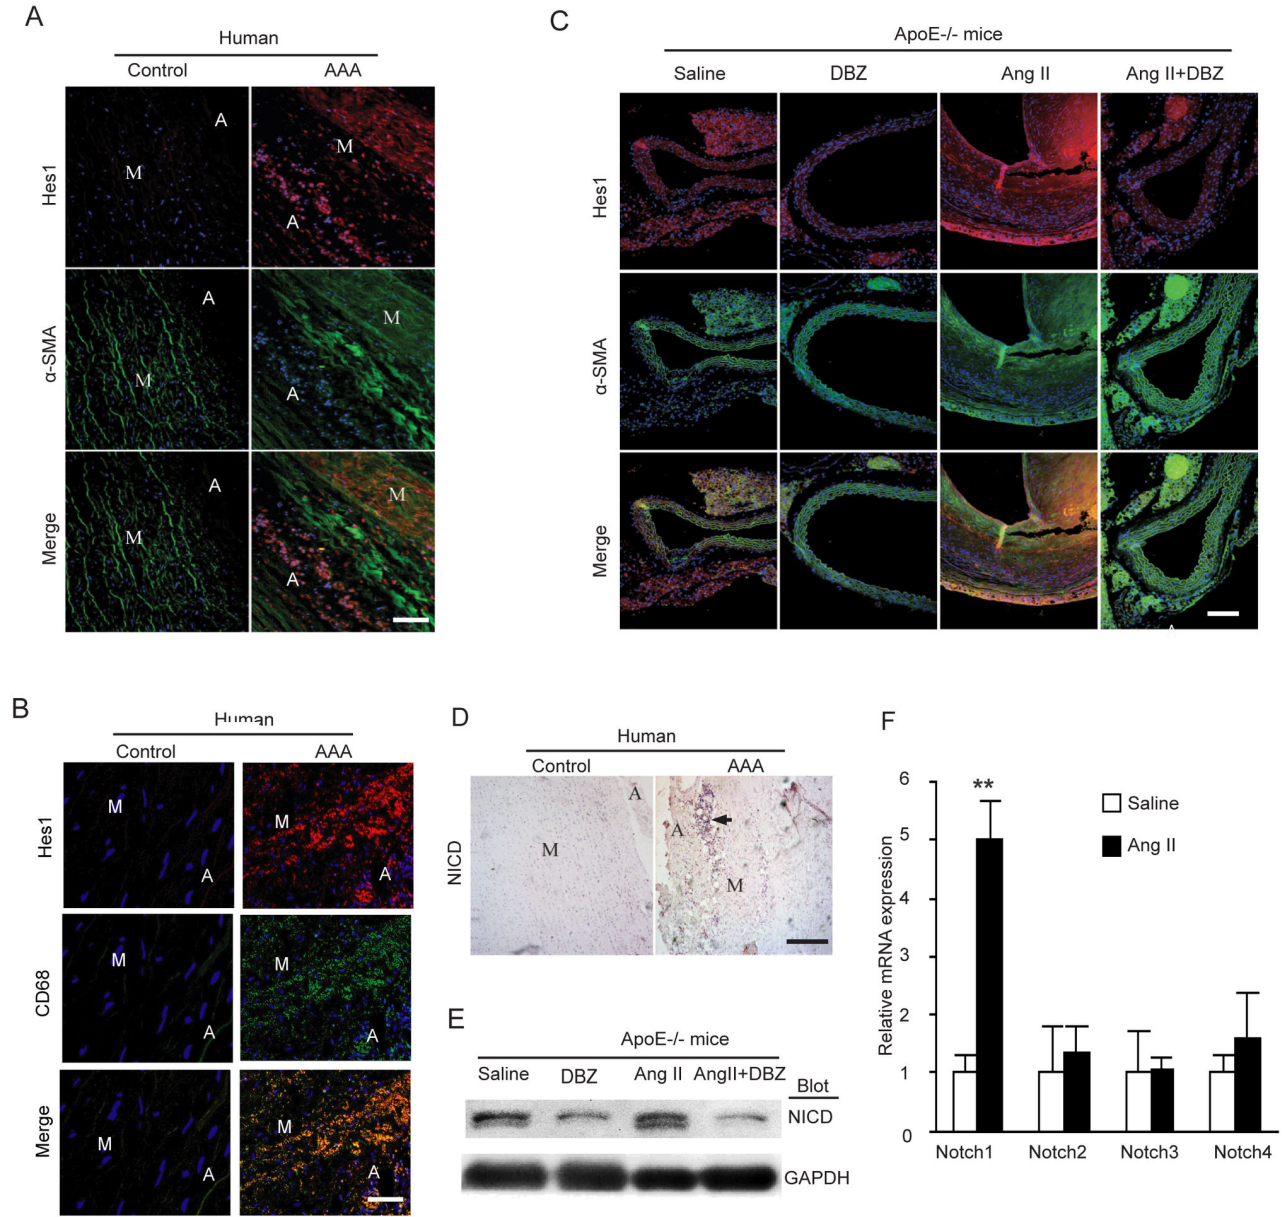 A
Human
Control AAA
Hes1
A
M
M
A
α-SMA
A
M
M
A
Merge
A
M
M
A
B
Human
Control AAA
Hes1
M
A
M
A
CD68
M
A
M
A
Merge
M
A
M
A
C
ApoE-/- mice
Saline DBZ Ang II Ang II+DBZ
Hes1
α-SMA
Merge
A
D
Human
Control AAA
NICD
A
M
A
M
E
ApoE-/- mice
Saline DBZ Ang II AngII+DBZ
Blot
NICD
GAPDH
F
Relative mRNA expression
6
5
4
2
1
0
**
Saline
Ang II
Notch1 Notch2 Notch3 Notch4